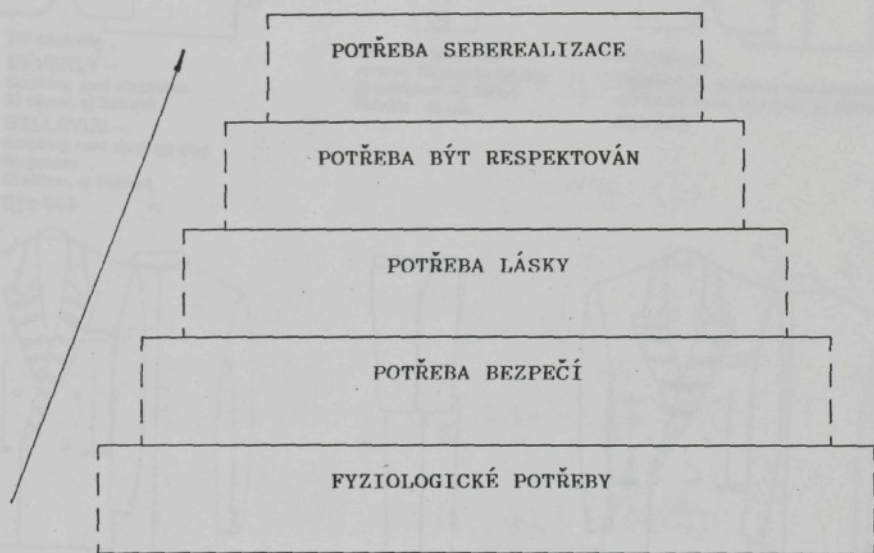 POTŘEBA SEBEREALIZACE
POTŘEBA BÝT RESPEKTOVÁN
POTŘEBA LÁSKY
POTŘEBA BEZPEČÍ
FYZIOLOGICKÉ POTŘEBY